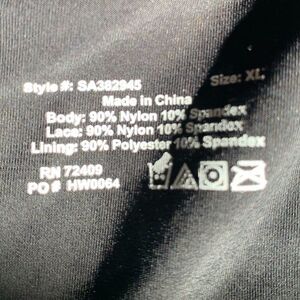 Style #: SA382945 Size: XL
Made in China
Body: 90% Nylon 10% Spandex
Lace: 90% Nylon 10% Spandex
Lining: 90% Polyester 10% Spandex
RN 72409
PO # HW0064